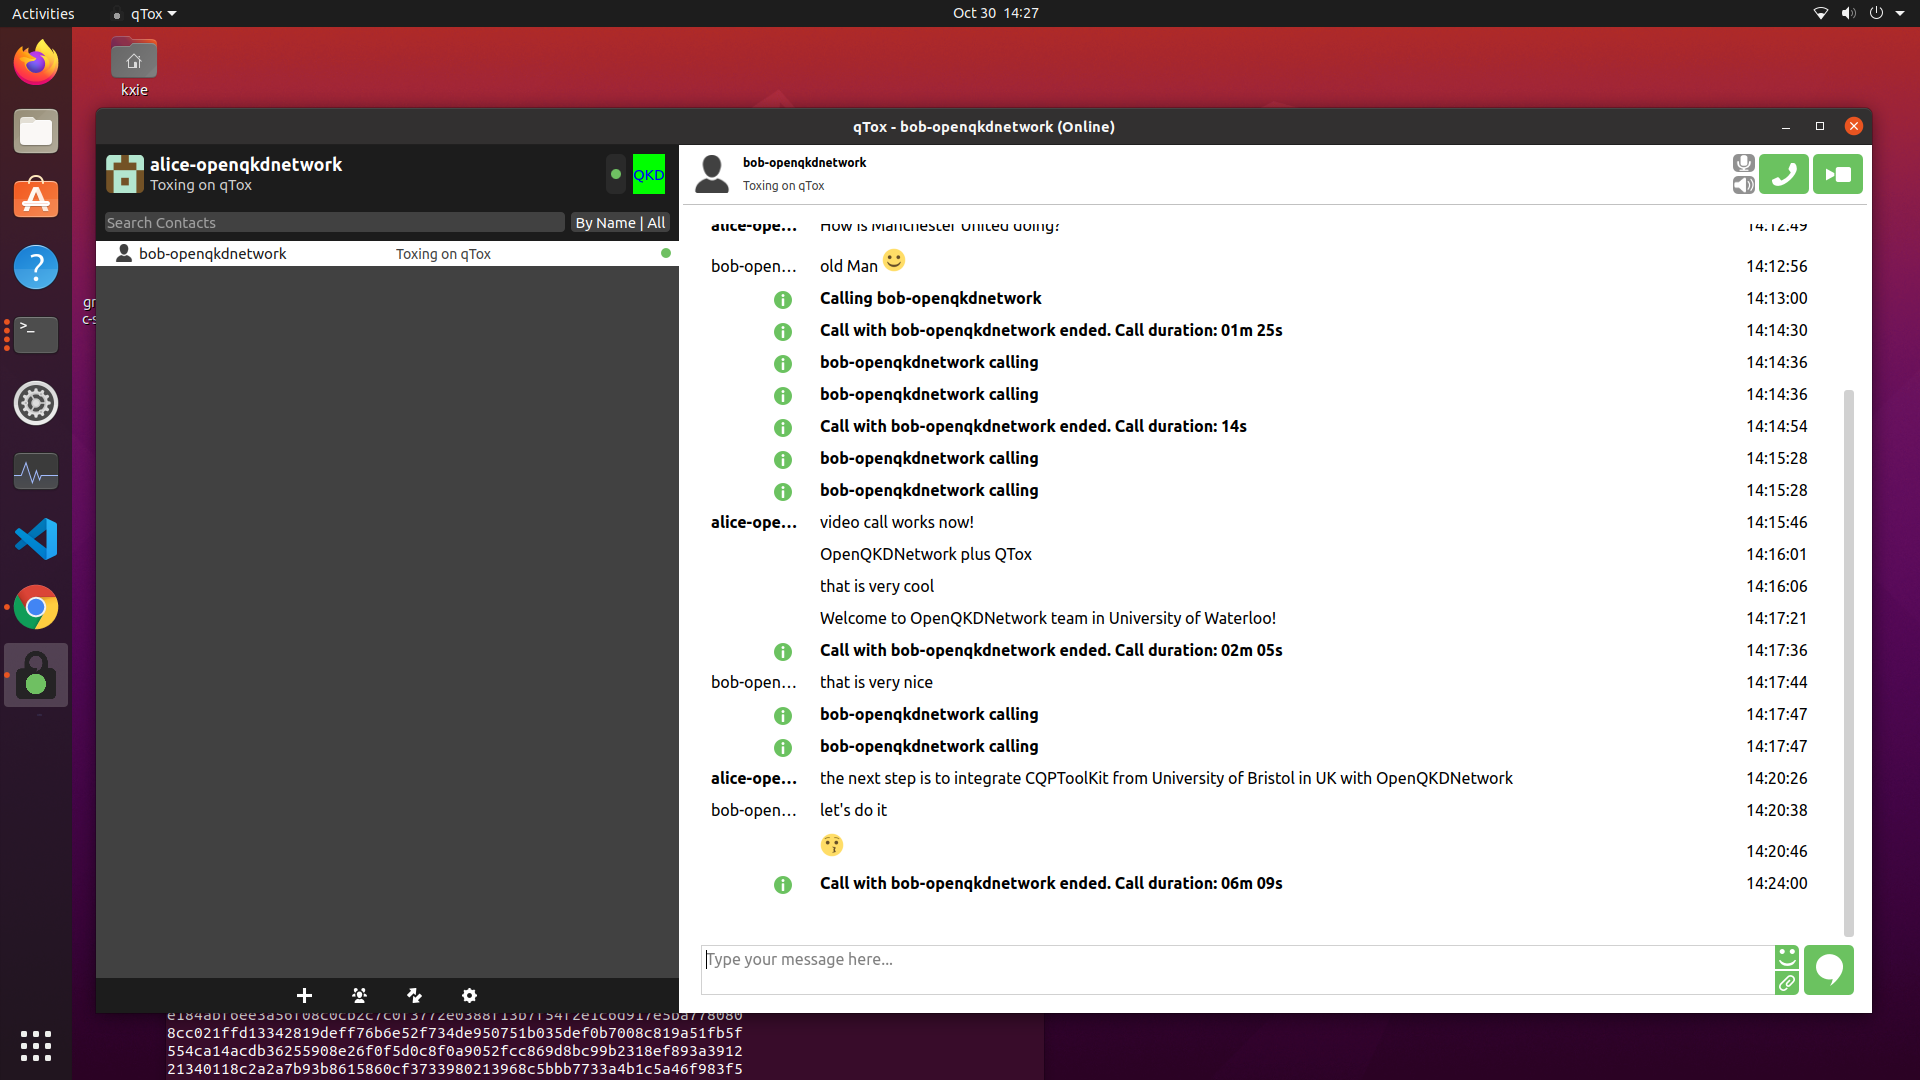 Activities qTox Oct 30 14:27
kxie
qTox - bob-openqkdnetwork (Online)
alice-openqkdnetwork
Toxing on qTox
QKD
Search Contacts By Name | All
bob-openqkdnetwork Toxing on qTox
bob-openqkdnetwork
Toxing on qTox
alice-ope... How is Manchester United doing? 14:12:49
bob-open... old Man 14:12:56
Calling bob-openqkdnetwork 14:13:00
Call with bob-openqkdnetwork ended. Call duration: 01m 25s 14:14:30
bob-openqkdnetwork calling 14:14:36
bob-openqkdnetwork calling 14:14:36
Call with bob-openqkdnetwork ended. Call duration: 14s 14:14:54
bob-openqkdnetwork calling 14:15:28
bob-openqkdnetwork calling 14:15:28
alice-ope... video call works now! 14:15:46
OpenQKDNetwork plus QTox 14:16:01
that is very cool 14:16:06
Welcome to OpenQKDNetwork team in University of Waterloo! 14:17:21
Call with bob-openqkdnetwork ended. Call duration: 02m 05s 14:17:36
bob-open... that is very nice 14:17:44
bob-openqkdnetwork calling 14:17:47
bob-openqkdnetwork calling 14:17:47
alice-ope... the next step is to integrate CQPToolKit from University of Bristol in UK with OpenQKDNetwork 14:20:26
bob-open... let's do it 14:20:38
14:20:46
Call with bob-openqkdnetwork ended. Call duration: 06m 09s 14:24:00
Type your message here...
8cc021ffd13342819deff76b6e52f734de950751b035def0b7008c819a51fb5f
554ca14acdb36255908e26f0f5d0c8f0a9052fcc869d8bc99b2318ef893a3912
21340118c2a2a7b93b8615860cf3733980213968c5bbb7733a4b1c5a46f983f5